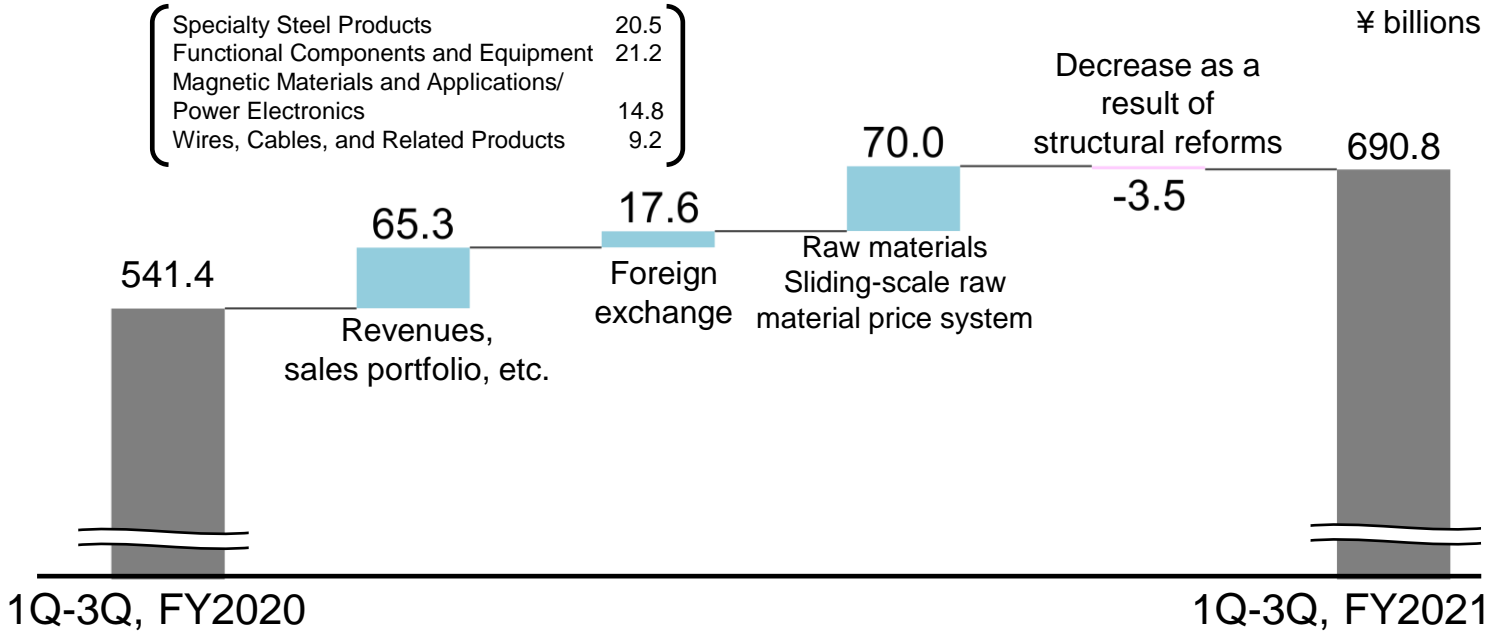 ¥ billions
Specialty Steel Products 20.5
Functional Components and Equipment 21.2
Magnetic Materials and Applications/
Power Electronics 14.8
Wires, Cables, and Related Products 9.2
541.4
65.3
Revenues,
sales portfolio, etc.
17.6
Foreign
exchange
70.0
Raw materials
Sliding-scale raw
material price system
Decrease as a
result of
structural reforms
-3.5
690.8
1Q-3Q, FY2020
1Q-3Q, FY2021